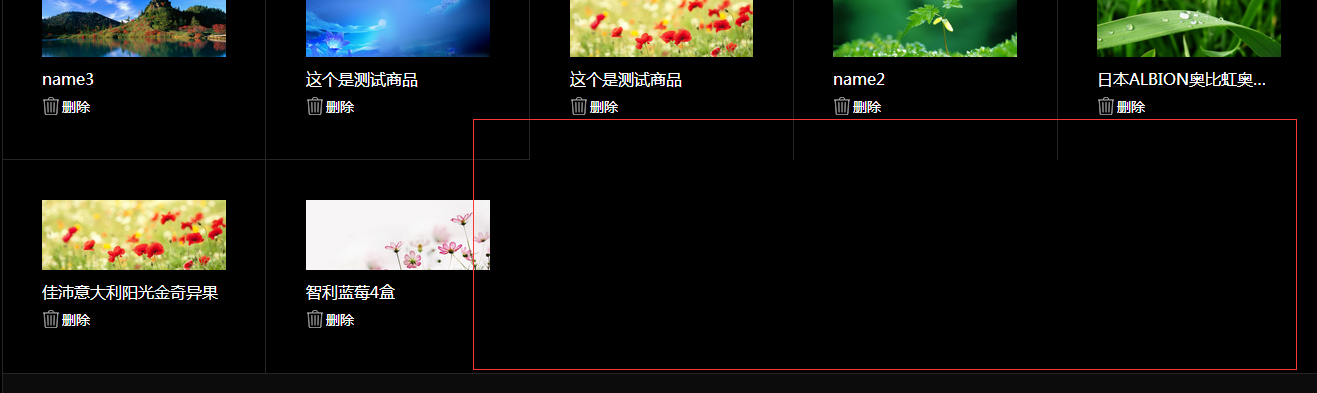 name3
这个是测试商品
这个是测试商品
name2
日本ALBION奥比虹奥...
删除
删除
删除
删除
删除
佳沛意大利阳光金奇异果
智利蓝莓4盒
删除
删除